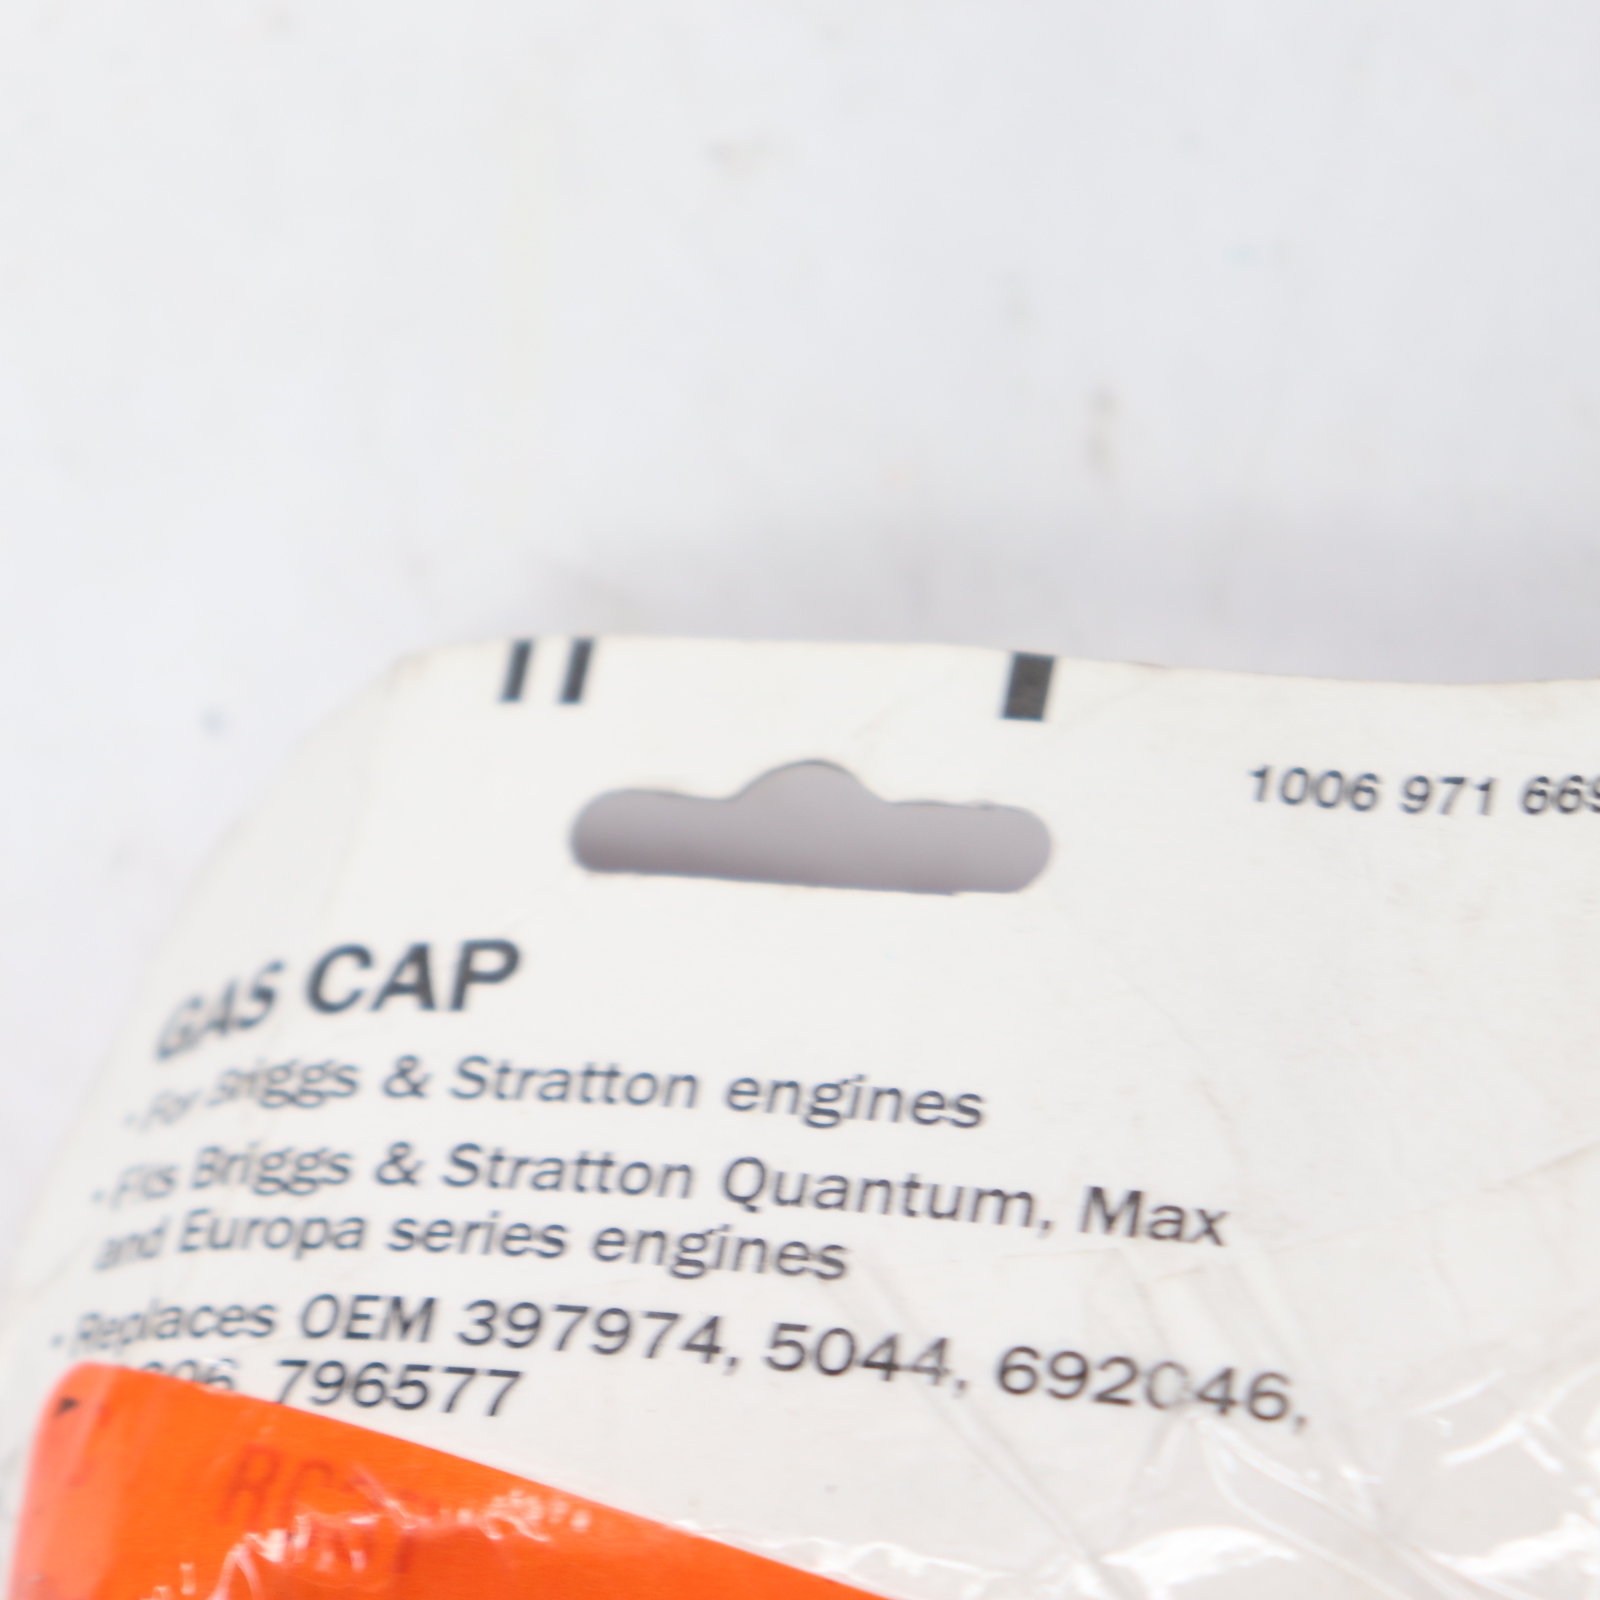 1006 971 669
GAS CAP
• For Briggs & Stratton engines
• Fits Briggs & Stratton Quantum, Max
and Europa series engines
• Replaces OEM 397974, 5044, 692046,
796577